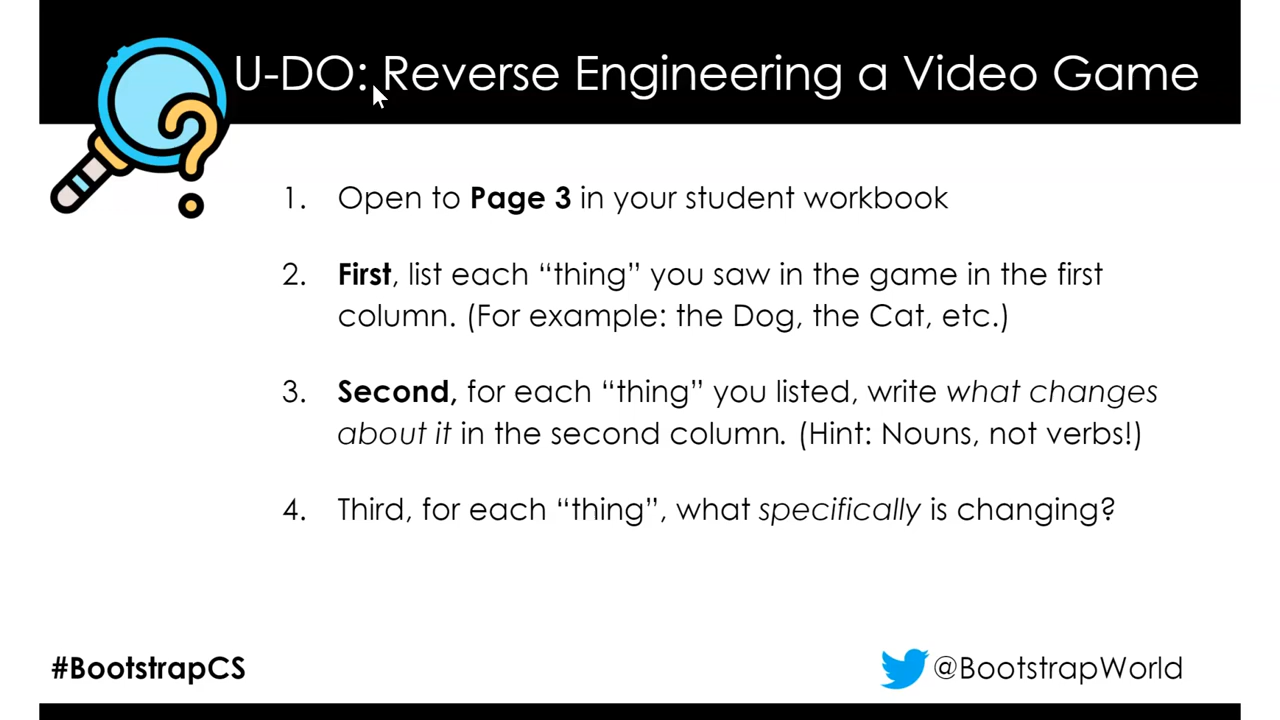 U-DO: Reverse Engineering a Video Game
1. Open to Page 3 in your student workbook
2. First, list each “thing” you saw in the game in the first
column. (For example: the Dog, the Cat, etc.)
3. Second, for each “thing” you listed, write what changes
about it in the second column. (Hint: Nouns, not verbs!)
4. Third, for each “thing”, what specifically is changing?
#BootstrapCS
@BootstrapWorld